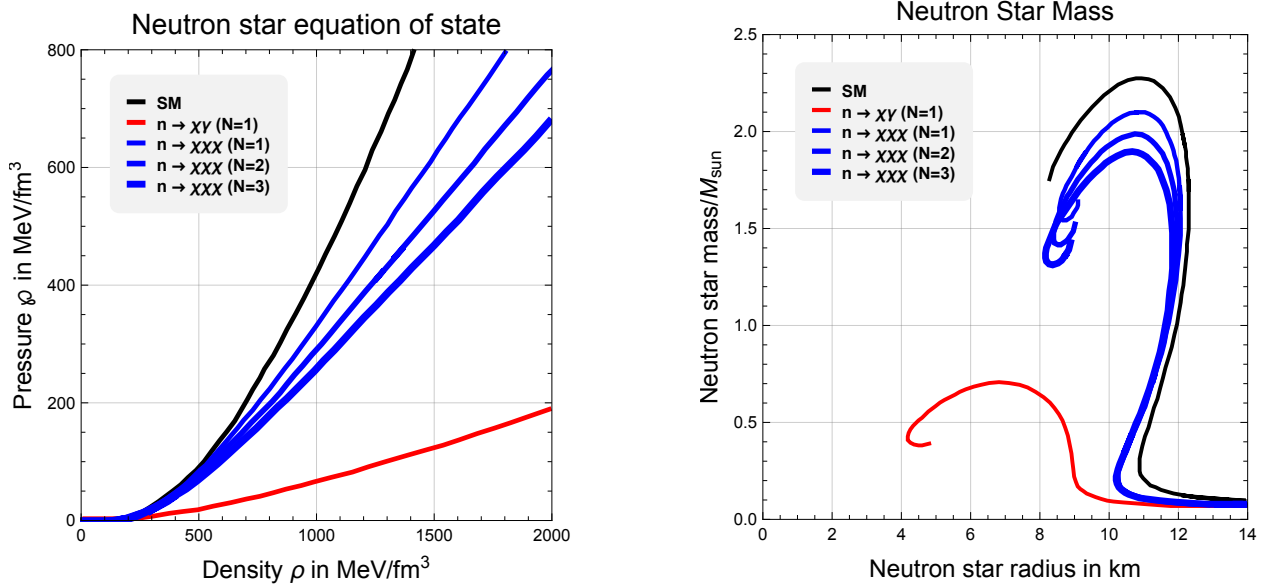 Neutron star equation of state
Pressure ℘ in MeV/fm³
800
600
400
200
0
SM
n → χγ (N=1)
n → χχχ (N=1)
n → χχχ (N=2)
n → χχχ (N=3)
0 500 1000 1500 2000
Density ρ in MeV/fm³
Neutron Star Mass
Neutron star mass/M_sun
2.5
2.0
1.5
1.0
0.5
0.0
SM
n → χγ (N=1)
n → χχχ (N=1)
n → χχχ (N=2)
n → χχχ (N=3)
0 2 4 6 8 10 12 14
Neutron star radius in km